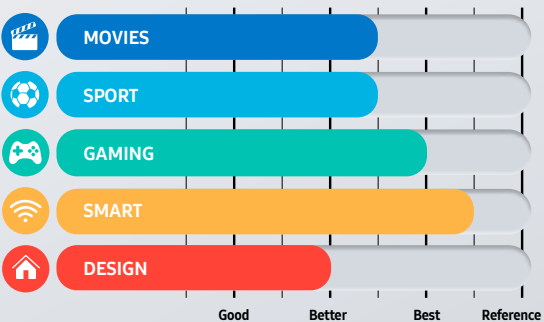 MOVIES
SPORT
GAMING
SMART
DESIGN
Good Better Best Reference